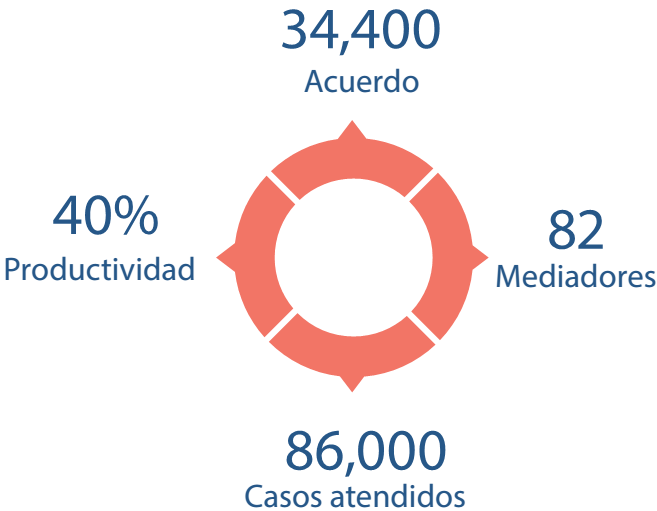 34,400
Acuerdo
40%
Productividad
82
Mediadores
86,000
Casos atendidos